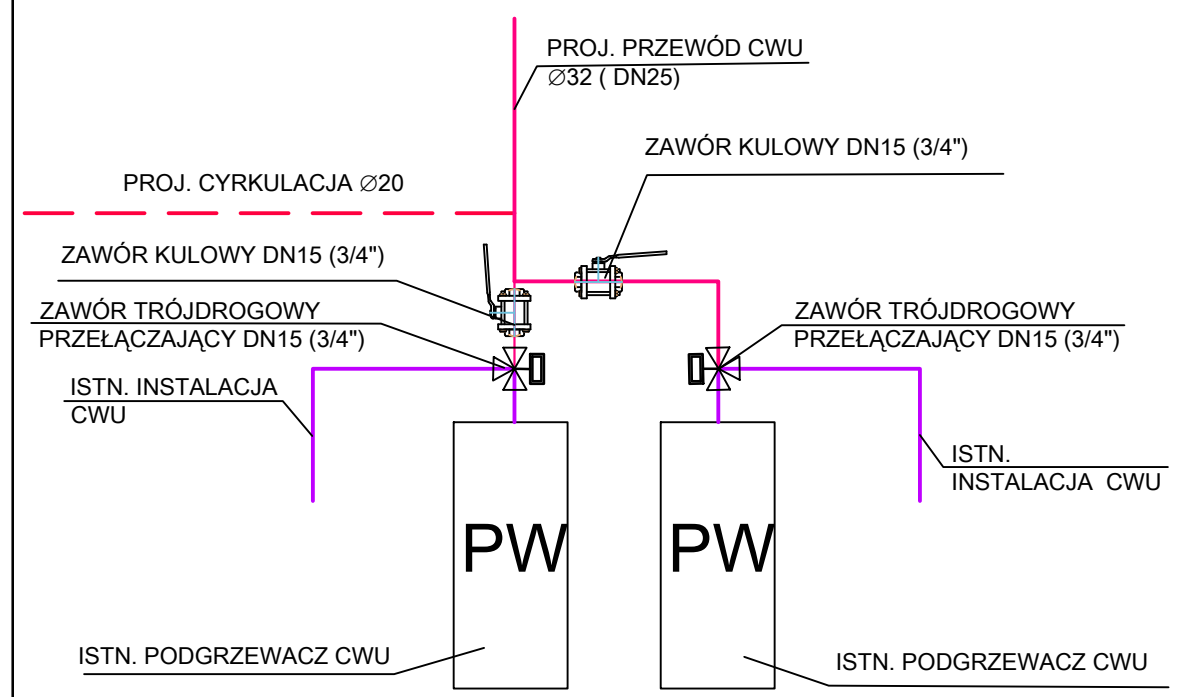 PROJ. PRZEWÓD CWU
∅32 ( DN25)
ZAWÓR KULOWY DN15 (3/4")
PROJ. CYRKULACJA ∅20
ZAWÓR KULOWY DN15 (3/4")
ZAWÓR TRÓJDROGOWY
PRZEŁĄCZAJĄCY DN15 (3/4")
ZAWÓR TRÓJDROGOWY
PRZEŁĄCZAJĄCY DN15 (3/4")
ISTN. INSTALACJA
CWU
ISTN.
INSTALACJA CWU
PW
PW
ISTN. PODGRZEWACZ CWU
ISTN. PODGRZEWACZ CWU